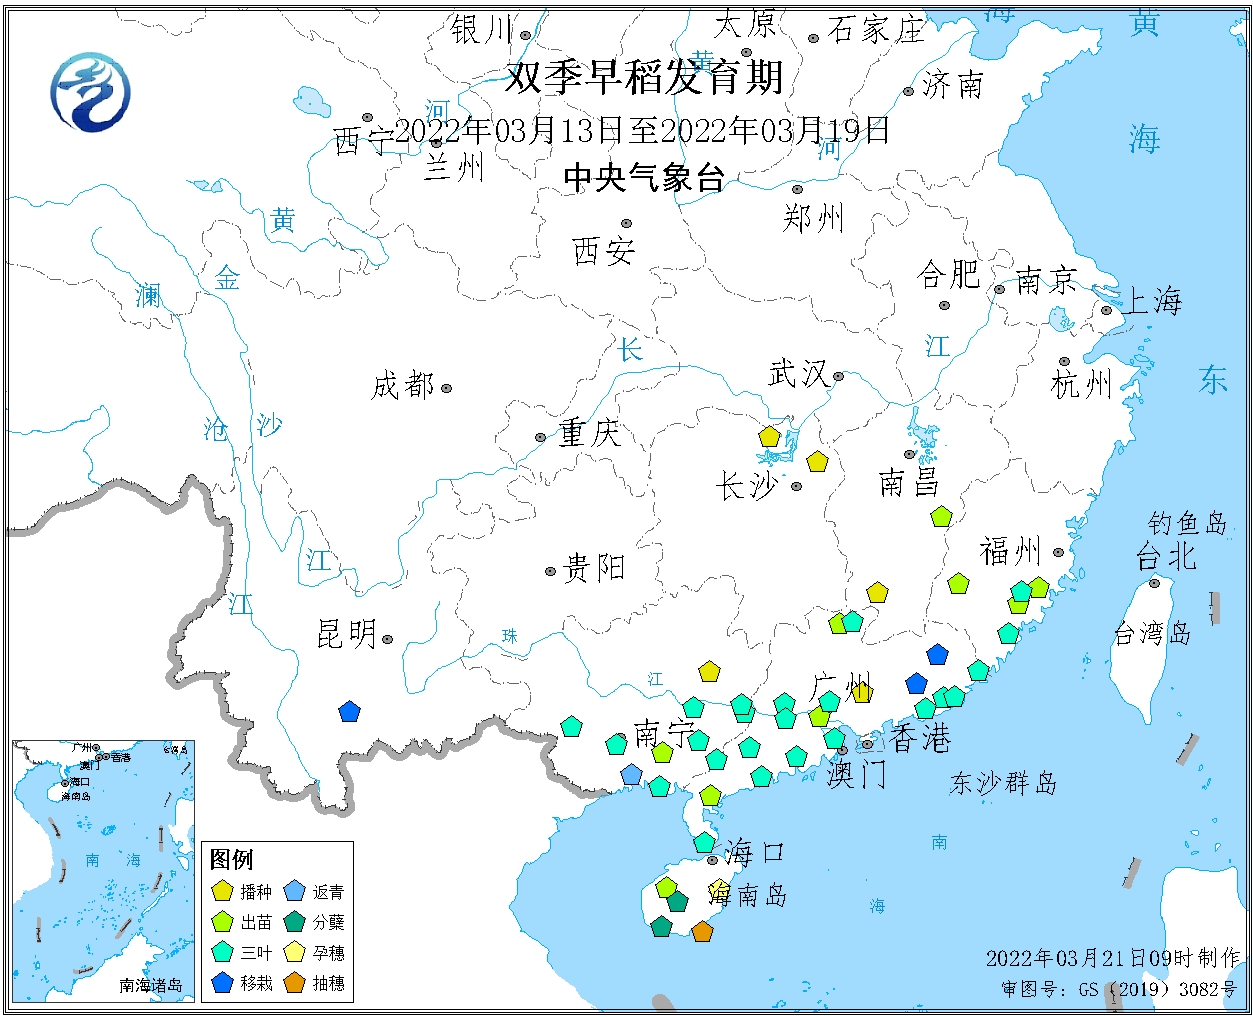 双季早稻发育期
2022年03月13日至2022年03月19日
中央气象台
银川
太原
石家庄
海
黄
黄
济南
河
西宁
兰州
河
海
黄
郑州
西安
金
澜
合肥
南京
上海
长
江
成都
武汉
杭州
东
沧
沙
重庆
长沙
南昌
钓鱼岛
福州
台北
江
贵阳
江
昆明
珠
台湾岛
江
广州
南宁
香港
澳门
东沙群岛
南
海口
海南岛
海
广州
台湾岛
香港
澳门
海口
海南岛
南
海
南海诸岛
图例
播种
返青
出苗
分蘖
三叶
孕穗
移栽
抽穗
2022年03月21日09时制作
审图号：GS（2019）3082号